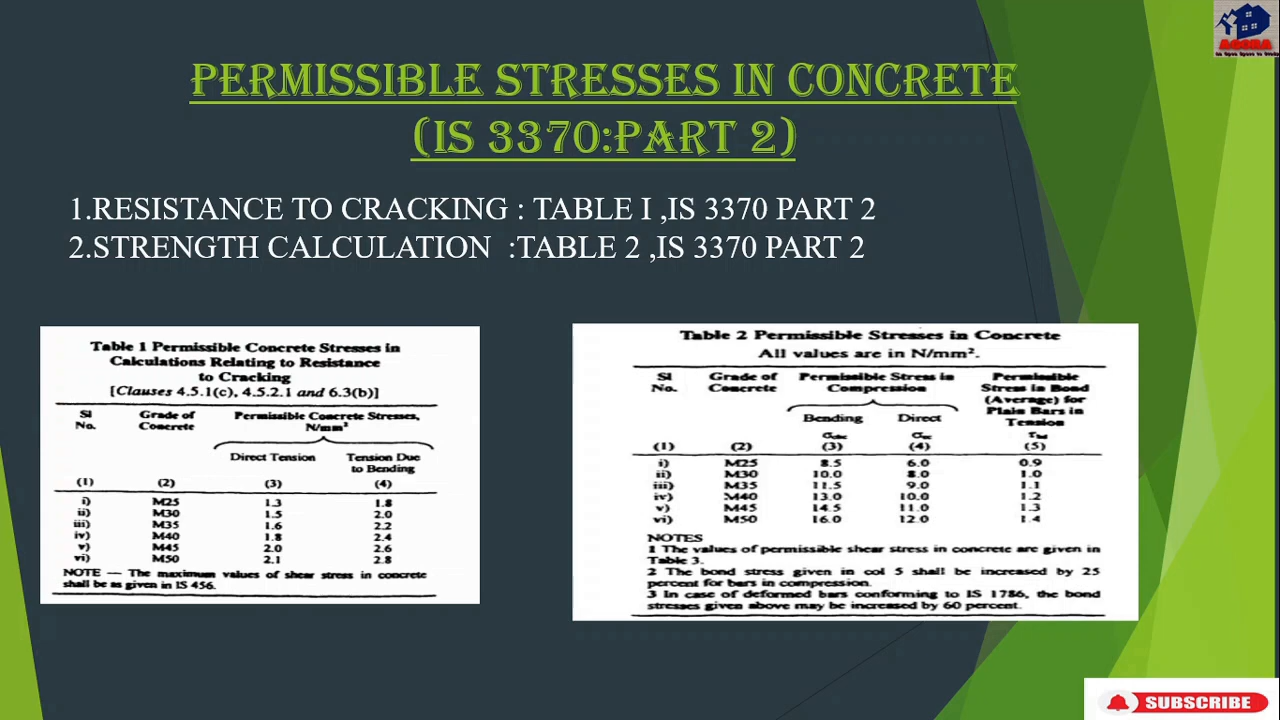 PERMISSIBLE STRESSES IN CONCRETE
(IS 3370:PART 2)
1.RESISTANCE TO CRACKING : TABLE I ,IS 3370 PART 2
2.STRENGTH CALCULATION :TABLE 2 ,IS 3370 PART 2
Table 1 Permissible Concrete Stresses in
Calculations Relating to Resistance
to Cracking
[Clauses 4.5.1(c), 4.5.2.1 and 6.3(b)]
Sl No. Grade of Concrete Permissible Concrete Stresses, N/mm²
Direct Tension Tension Due to Bending
(1) (2) (3) (4)
i) M25 1.3 1.8
ii) M30 1.5 2.0
iii) M35 1.6 2.2
iv) M40 1.8 2.4
v) M45 2.0 2.6
vi) M50 2.1 2.8
NOTE — The maximum values of shear stress in concrete
shall be as given in IS 456.
Table 2 Permissible Stresses in Concrete
All values are in N/mm².
Sl No. Grade of Concrete Permissible Stress in Compression Permissible Stress in Bond (Average) for Plain Bars in Tension
Bending Direct
(1) (2) (3) (4) (5)
i) M25 8.5 6.0 0.9
ii) M30 10.0 8.0 1.0
iii) M35 11.5 9.0 1.1
iv) M40 13.0 10.0 1.2
v) M45 14.5 11.0 1.3
vi) M50 16.0 12.0 1.4
NOTES
1 The values of permissible shear stress in concrete are given in
Table 3.
2 The bond stress given in col 5 shall be increased by 25
percent for bars in compression.
3 In case of deformed bars conforming to IS 1786, the bond
stresses given above may be increased by 60 percent.
SUBSCRIBE